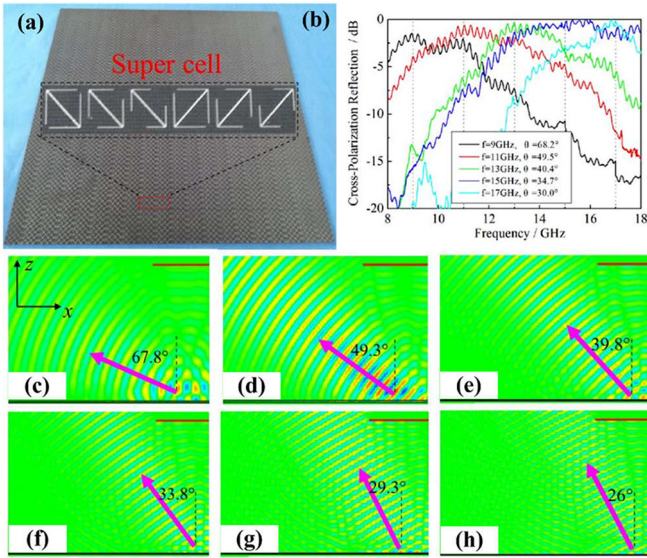 (a)
Super cell
(b)
Cross-Polarization Reflection / dB
0
-5
-10
-15
-20
f=9GHz, θ =68.2°
f=11GHz, θ =49.5°
f=13GHz, θ =40.4°
f=15GHz, θ =34.7°
f=17GHz, θ =30.0°
8 10 12 14 16 18
Frequency / GHz
z
x
67.8°
(c)
49.3°
(d)
39.8°
(e)
33.8°
(f)
29.3°
(g)
26°
(h)